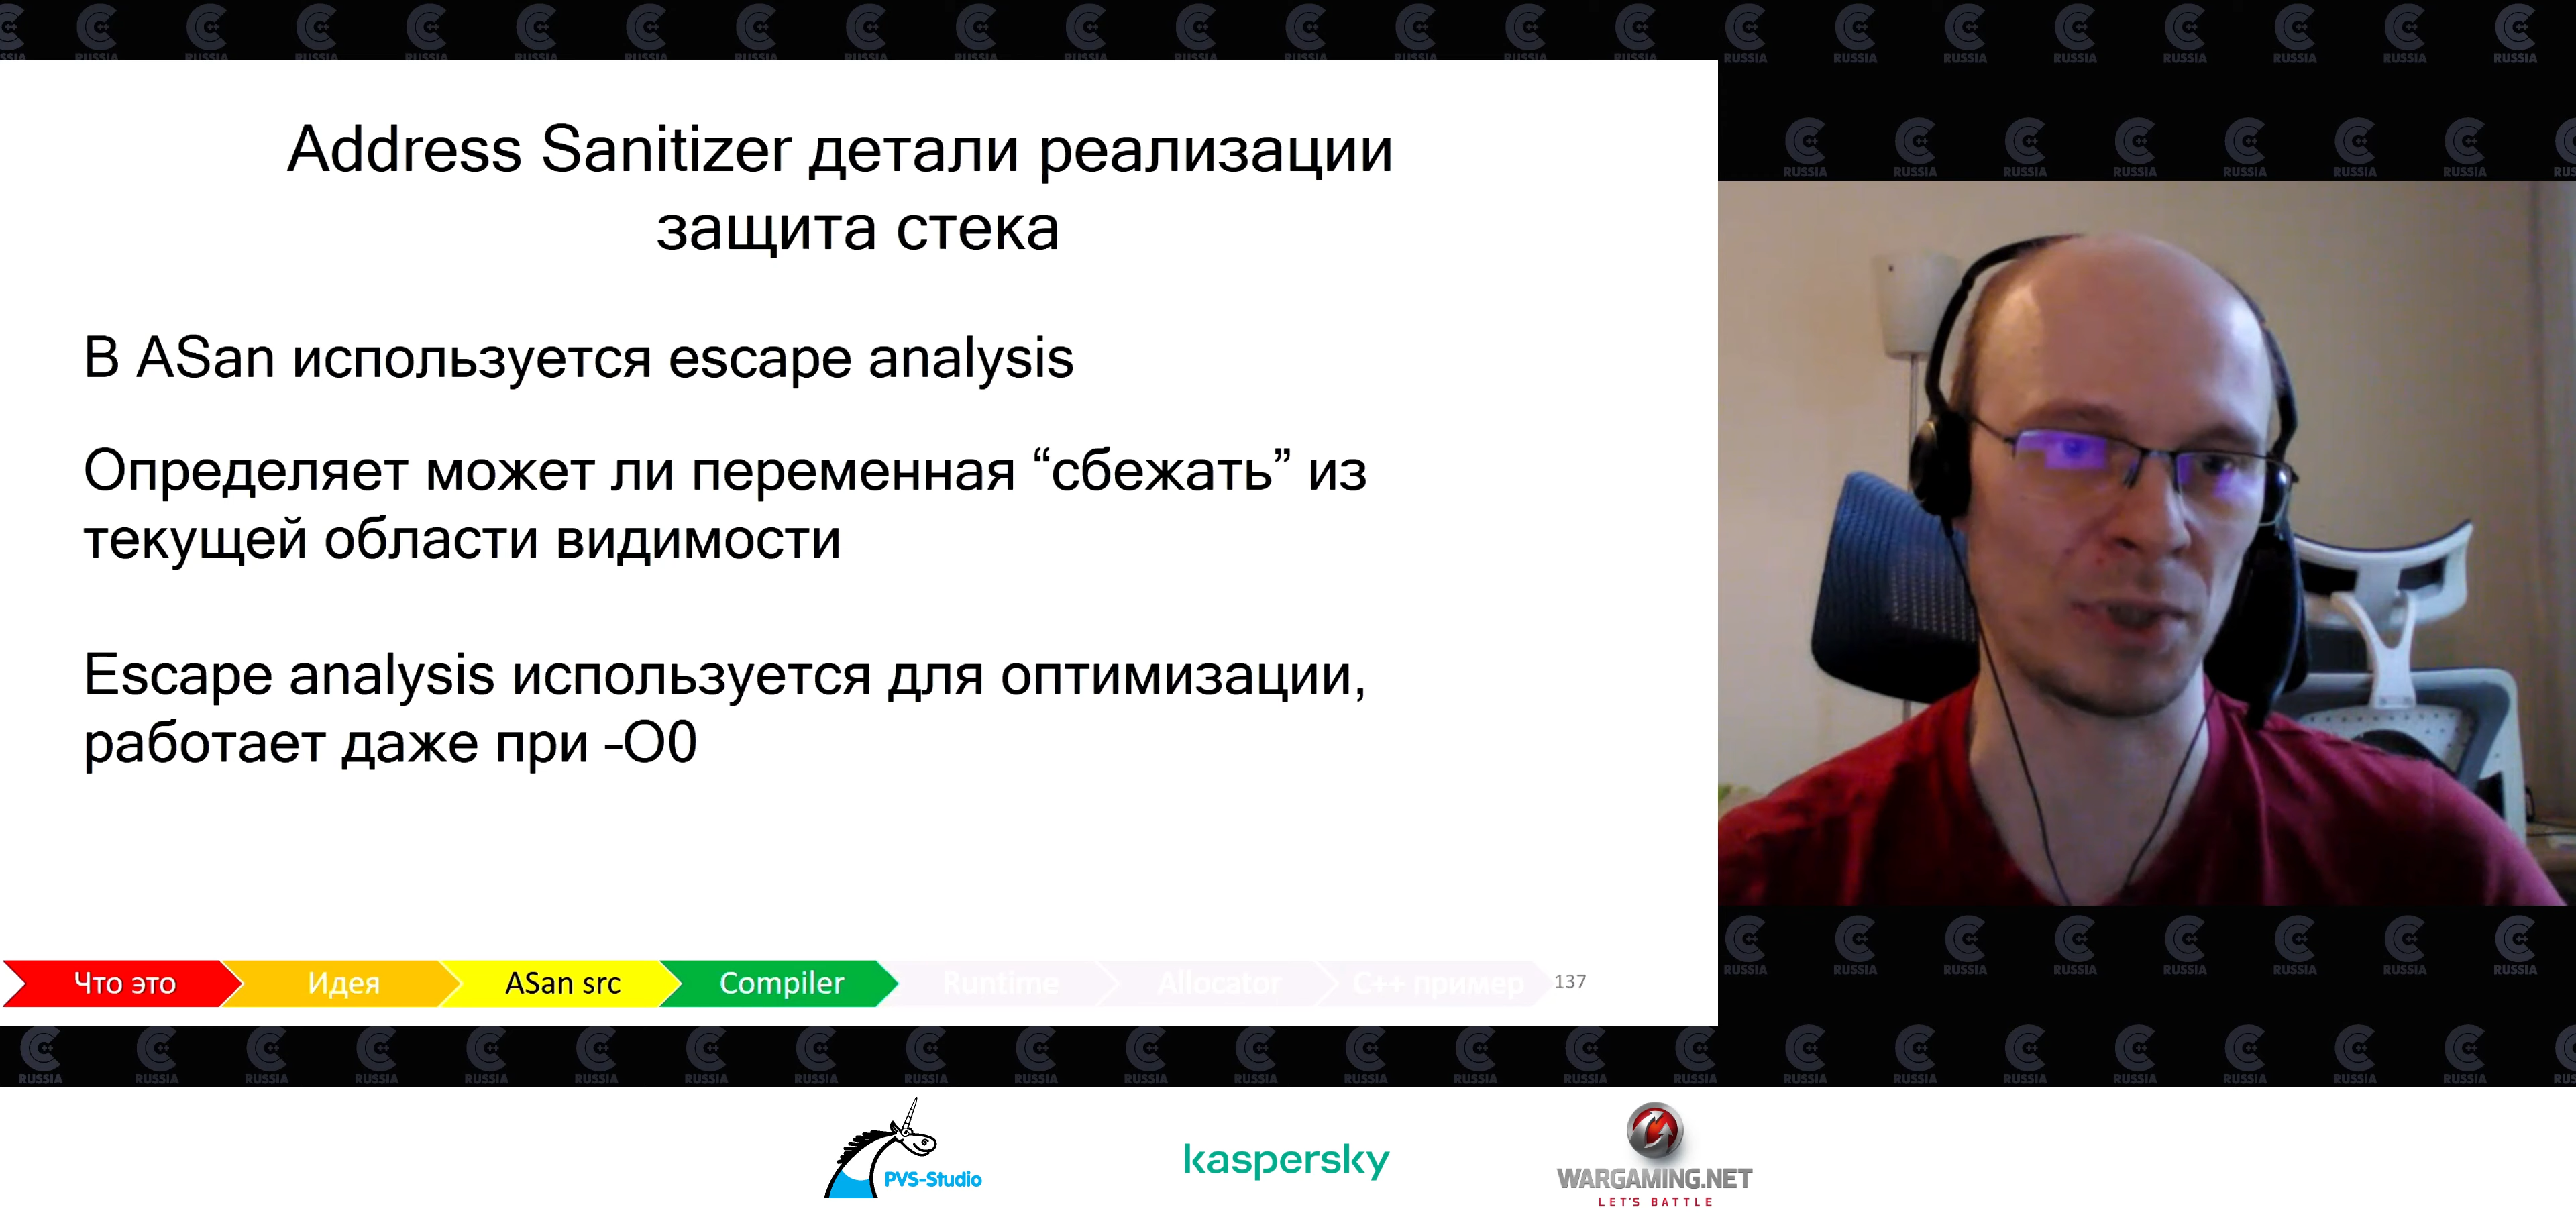 Address Sanitizer детали реализации
защита стека
В ASan используется escape analysis
Определяет может ли переменная “сбежать” из
текущей области видимости
Escape analysis используется для оптимизации,
работает даже при -O0
Что это
Идея
ASan src
Compiler
Runtime
Allocator
C++ пример
137
PVS-Studio
kaspersky
WARGAMING.NET
LET'S BATTLE
RUSSIA